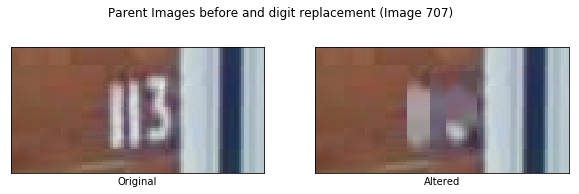 Parent Images before and digit replacement (Image 707)
113
Original
Altered